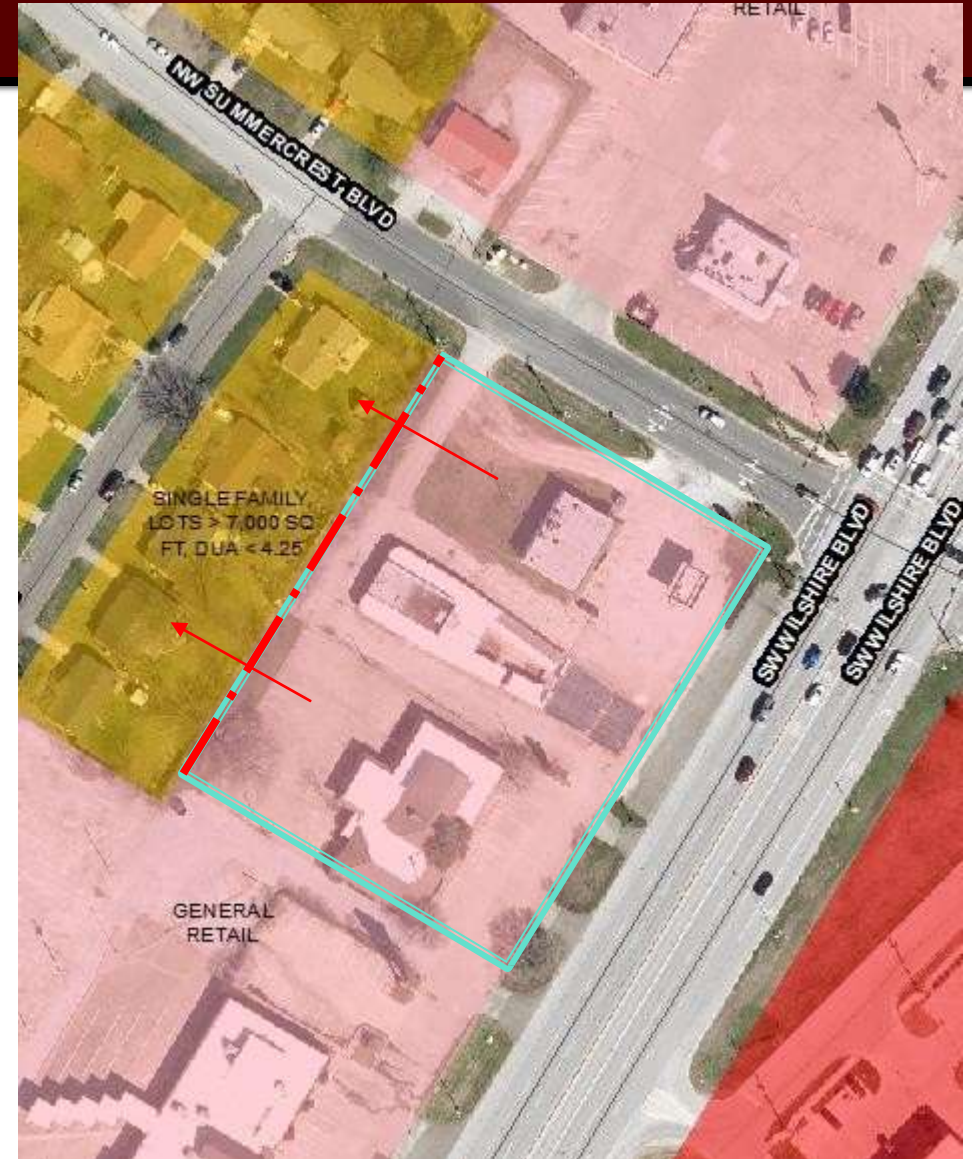 RETAIL
NW SUMMERCREST BLVD
SINGLE FAMILY,
LOTS > 7,000 SQ
FT, DUA < 4.25
SW WILSHIRE BLVD
SW WILSHIRE BLVD
GENERAL
RETAIL